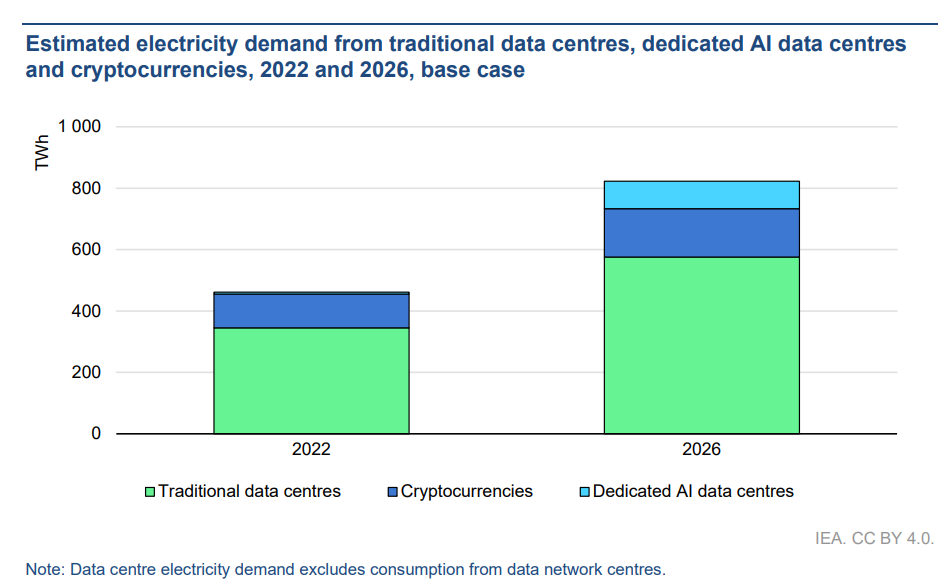 Estimated electricity demand from traditional data centres, dedicated AI data centres
and cryptocurrencies, 2022 and 2026, base case
TWh
1 000
800
600
400
200
0
2022
2026
Traditional data centres
Cryptocurrencies
Dedicated AI data centres
IEA. CC BY 4.0.
Note: Data centre electricity demand excludes consumption from data network centres.